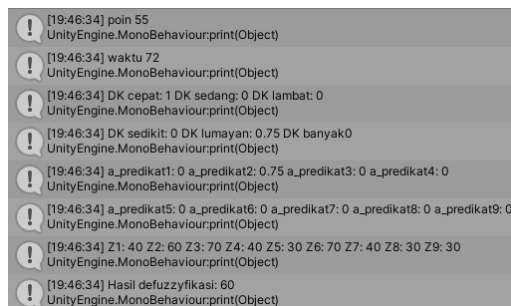 [19:46:34] poin 55
UnityEngine.MonoBehaviour:print(Object)
[19:46:34] waktu 72
UnityEngine.MonoBehaviour:print(Object)
[19:46:34] DK cepat: 1 DK sedang: 0 DK lambat: 0
UnityEngine.MonoBehaviour:print(Object)
[19:46:34] DK sedikit: 0 DK lumayan: 0.75 DK banyak0
UnityEngine.MonoBehaviour:print(Object)
[19:46:34] a_predikat1: 0 a_predikat2: 0.75 a_predikat3: 0 a_predikat4: 0
UnityEngine.MonoBehaviour:print(Object)
[19:46:34] a_predikat5: 0 a_predikat6: 0 a_predikat7: 0 a_predikat8: 0 a_predikat9: 0
UnityEngine.MonoBehaviour:print(Object)
[19:46:34] Z1: 40 Z2: 60 Z3: 70 Z4: 40 Z5: 30 Z6: 70 Z7: 40 Z8: 30 Z9: 30
UnityEngine.MonoBehaviour:print(Object)
[19:46:34] Hasil defuzzyfikasi: 60
UnityEngine.MonoBehaviour:print(Object)